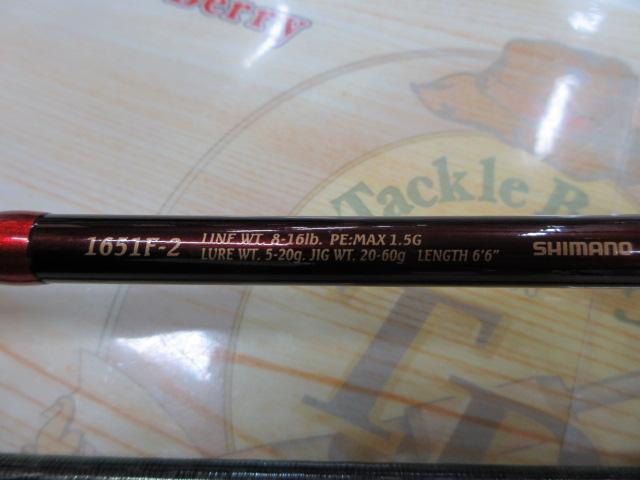 Berry
Tackle B
1651F-2
LINE WT. 8-16lb. PE:MAX 1.5G
LURE WT. 5-20g. JIG WT. 20-60g LENGTH 6'6"
SHIMANO